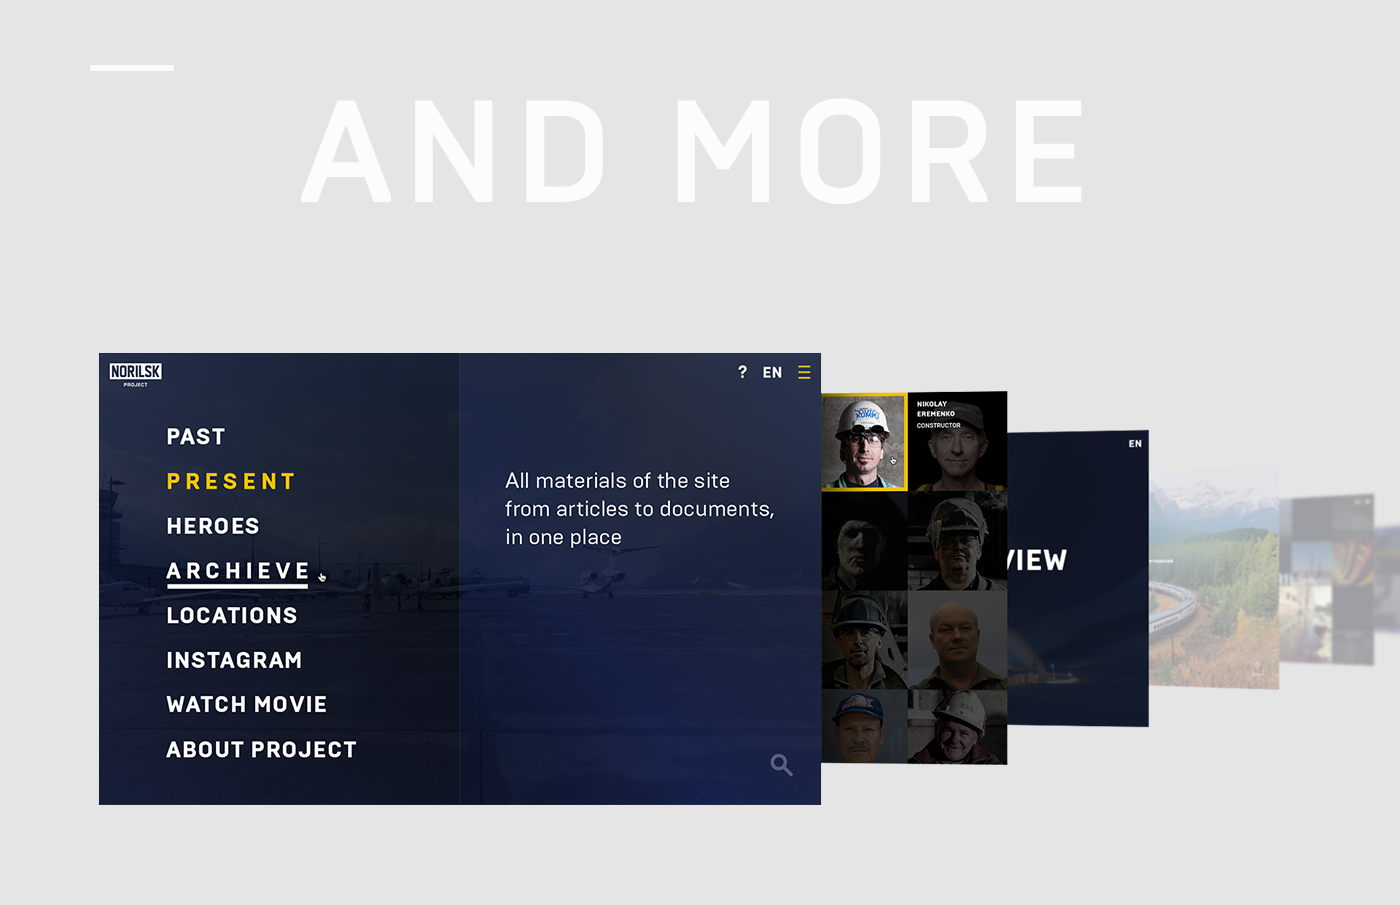 AND MORE
NORILSK
PROJECT
? EN
PAST
PRESENT
HEROES
ARCHIEVE
LOCATIONS
INSTAGRAM
WATCH MOVIE
ABOUT PROJECT
All materials of the site
from articles to documents,
in one place
NIKOLAY
EREMENKO
CONSTRUCTOR
EN
VIEW